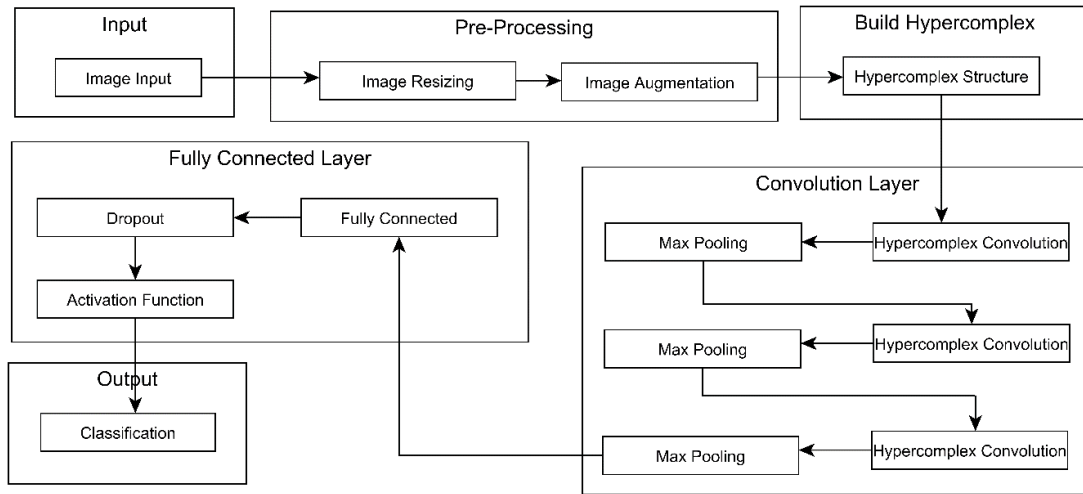 Input
Image Input
Pre-Processing
Image Resizing
Image Augmentation
Build Hypercomplex
Hypercomplex Structure
Convolution Layer
Hypercomplex Convolution
Max Pooling
Hypercomplex Convolution
Max Pooling
Hypercomplex Convolution
Max Pooling
Fully Connected Layer
Fully Connected
Dropout
Activation Function
Output
Classification